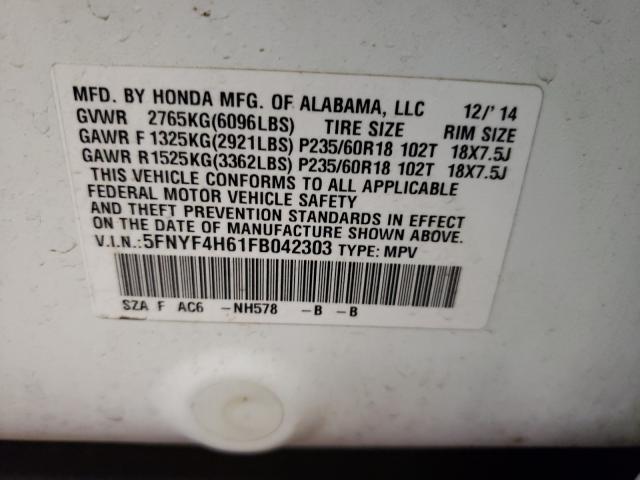 MFD. BY HONDA MFG. OF ALABAMA, LLC 12/'14
GVWR 2765KG(6096LBS) TIRE SIZE RIM SIZE
GAWR F 1325KG(2921LBS) P235/60R18 102T 18X7.5J
GAWR R1525KG(3362LBS) P235/60R18 102T 18X7.5J
THIS VEHICLE CONFORMS TO ALL APPLICABLE
FEDERAL MOTOR VEHICLE SAFETY
AND THEFT PREVENTION STANDARDS IN EFFECT
ON THE DATE OF MANUFACTURE SHOWN ABOVE.
V.I.N.:5FNYF4H61FB042303 TYPE: MPV
SZA F AC6 -NH578 -B -B